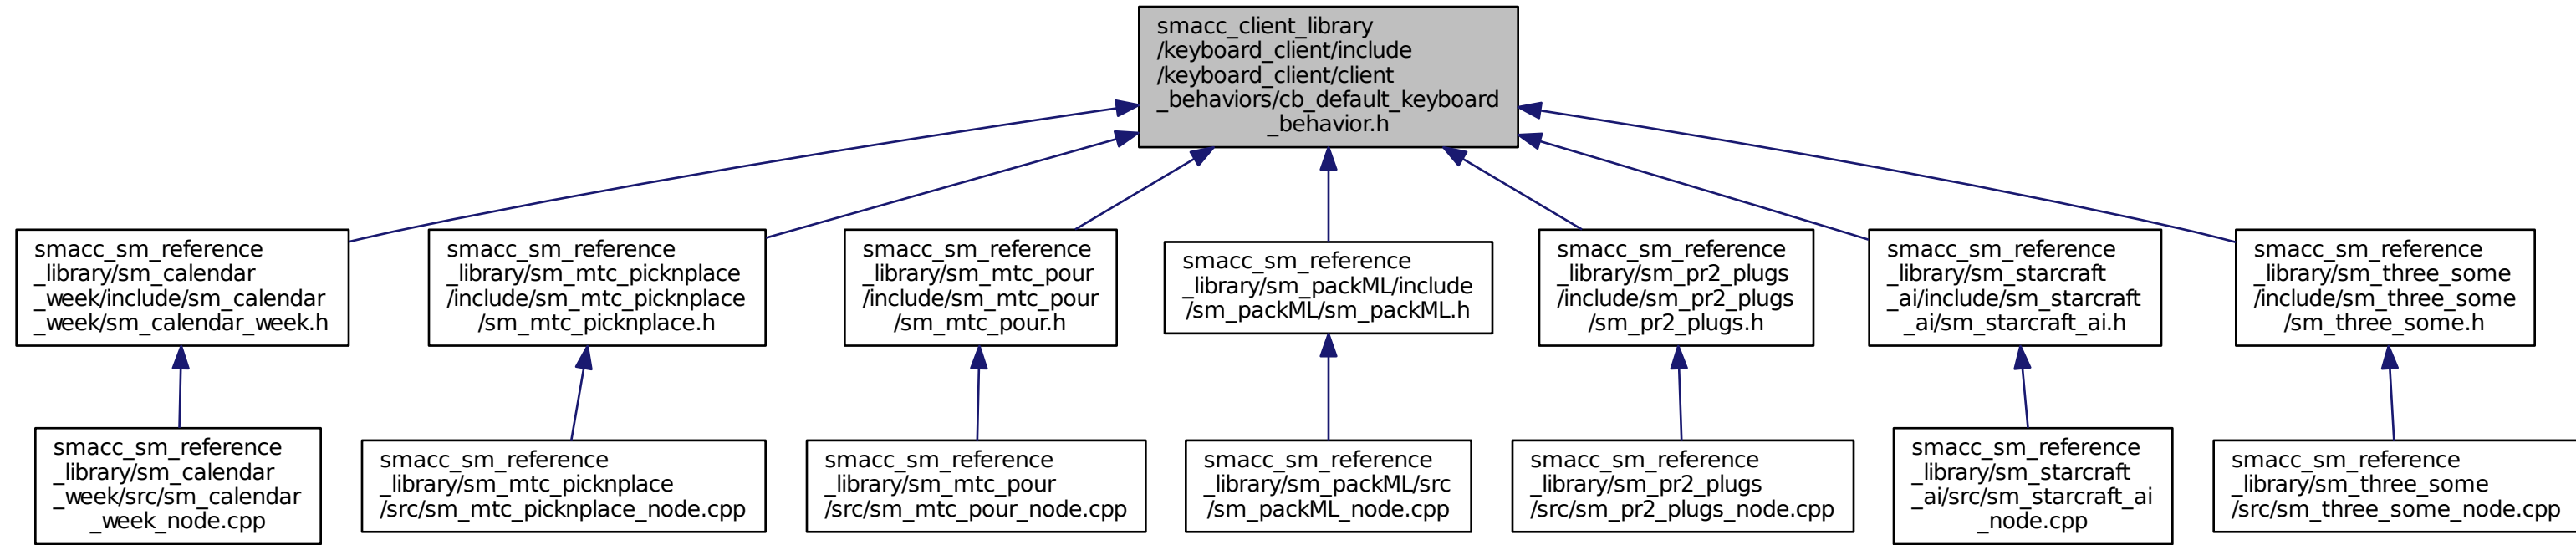 smacc_client_library
/keyboard_client/include
/keyboard_client/client
_behaviors/cb_default_keyboard
_behavior.h
smacc_sm_reference
_library/sm_calendar
_week/include/sm_calendar
_week/sm_calendar_week.h
smacc_sm_reference
_library/sm_mtc_picknplace
/include/sm_mtc_picknplace
/sm_mtc_picknplace.h
smacc_sm_reference
_library/sm_mtc_pour
/include/sm_mtc_pour
/sm_mtc_pour.h
smacc_sm_reference
_library/sm_packML/include
/sm_packML/sm_packML.h
smacc_sm_reference
_library/sm_pr2_plugs
/include/sm_pr2_plugs
/sm_pr2_plugs.h
smacc_sm_reference
_library/sm_starcraft
_ai/include/sm_starcraft
_ai/sm_starcraft_ai.h
smacc_sm_reference
_library/sm_three_some
/include/sm_three_some
/sm_three_some.h
smacc_sm_reference
_library/sm_calendar
_week/src/sm_calendar
_week_node.cpp
smacc_sm_reference
_library/sm_mtc_picknplace
/src/sm_mtc_picknplace_node.cpp
smacc_sm_reference
_library/sm_mtc_pour
/src/sm_mtc_pour_node.cpp
smacc_sm_reference
_library/sm_packML/src
/sm_packML_node.cpp
smacc_sm_reference
_library/sm_pr2_plugs
/src/sm_pr2_plugs_node.cpp
smacc_sm_reference
_library/sm_starcraft
_ai/src/sm_starcraft_ai
_node.cpp
smacc_sm_reference
_library/sm_three_some
/src/sm_three_some_node.cpp